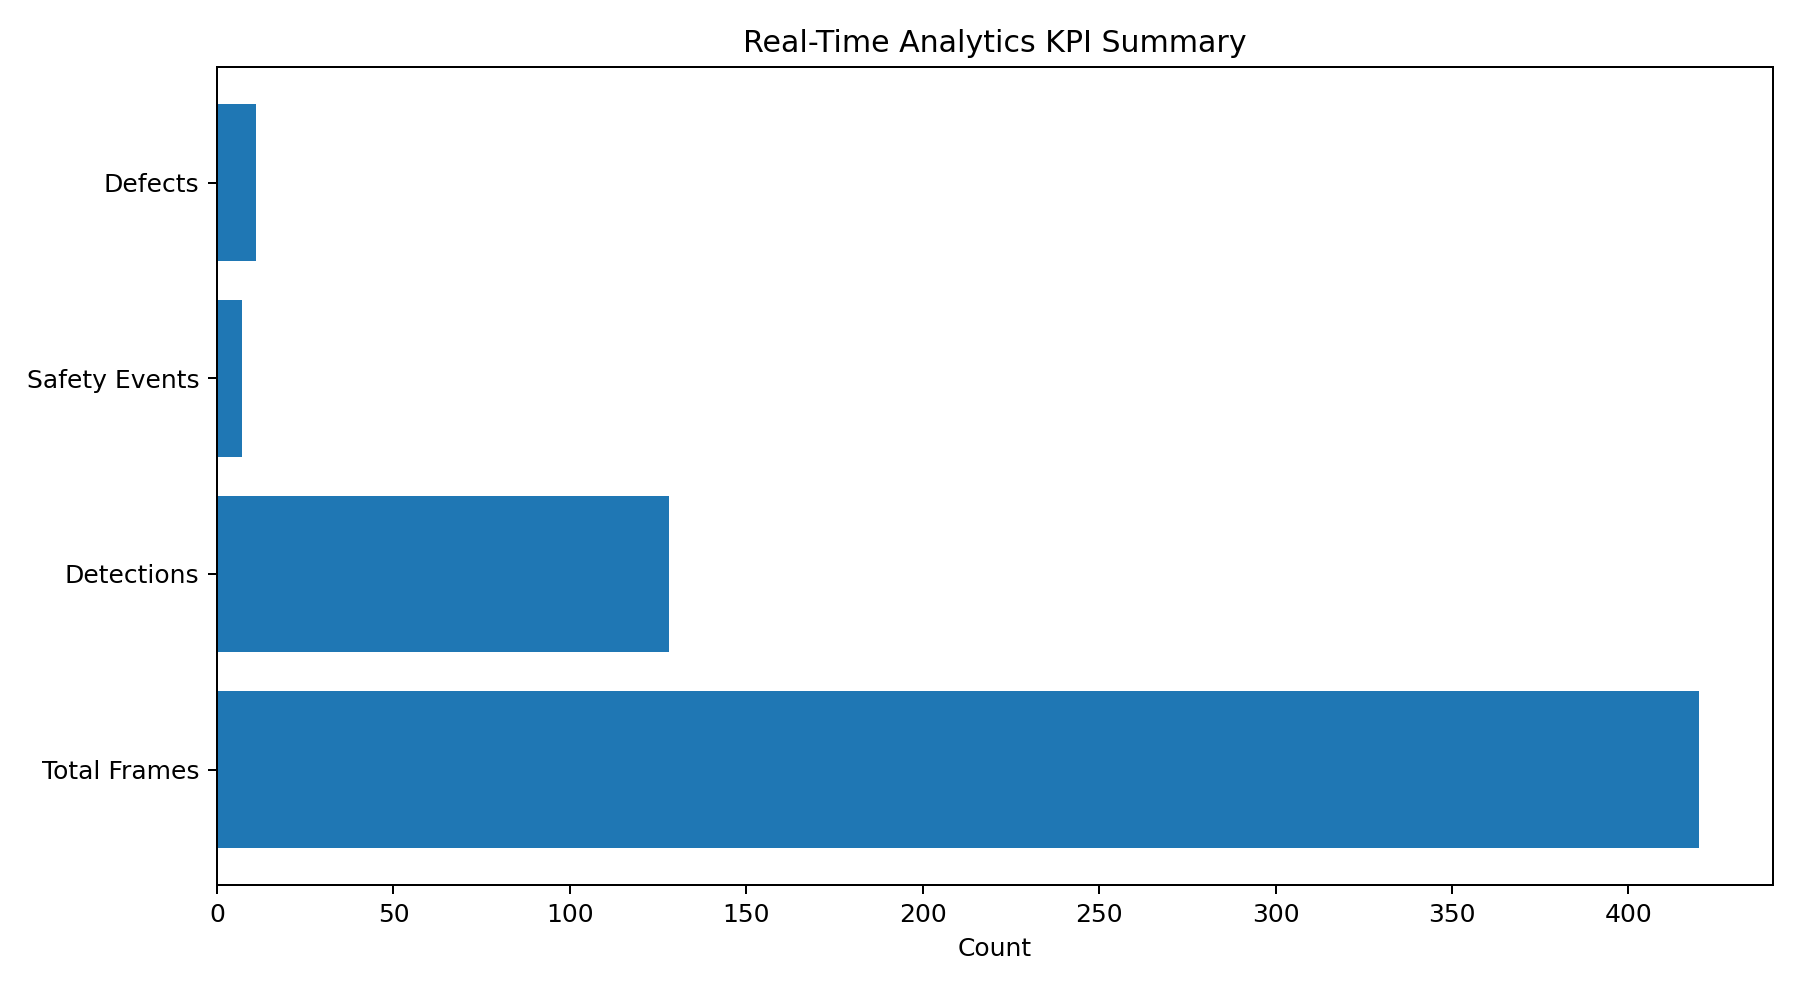 Real-Time Analytics KPI Summary
Defects
Safety Events
Detections
Total Frames
0 50 100 150 200 250 300 350 400
Count